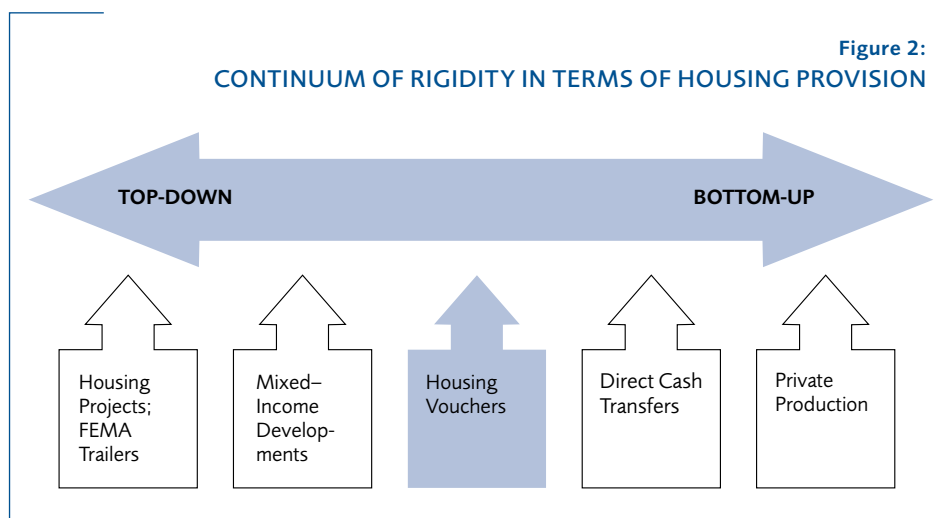 Figure 2:
CONTINUUM OF RIGIDITY IN TERMS OF HOUSING PROVISION
TOP-DOWN
BOTTOM-UP
Housing
Projects;
FEMA
Trailers
Mixed–
Income
Develop-
ments
Housing
Vouchers
Direct Cash
Transfers
Private
Production